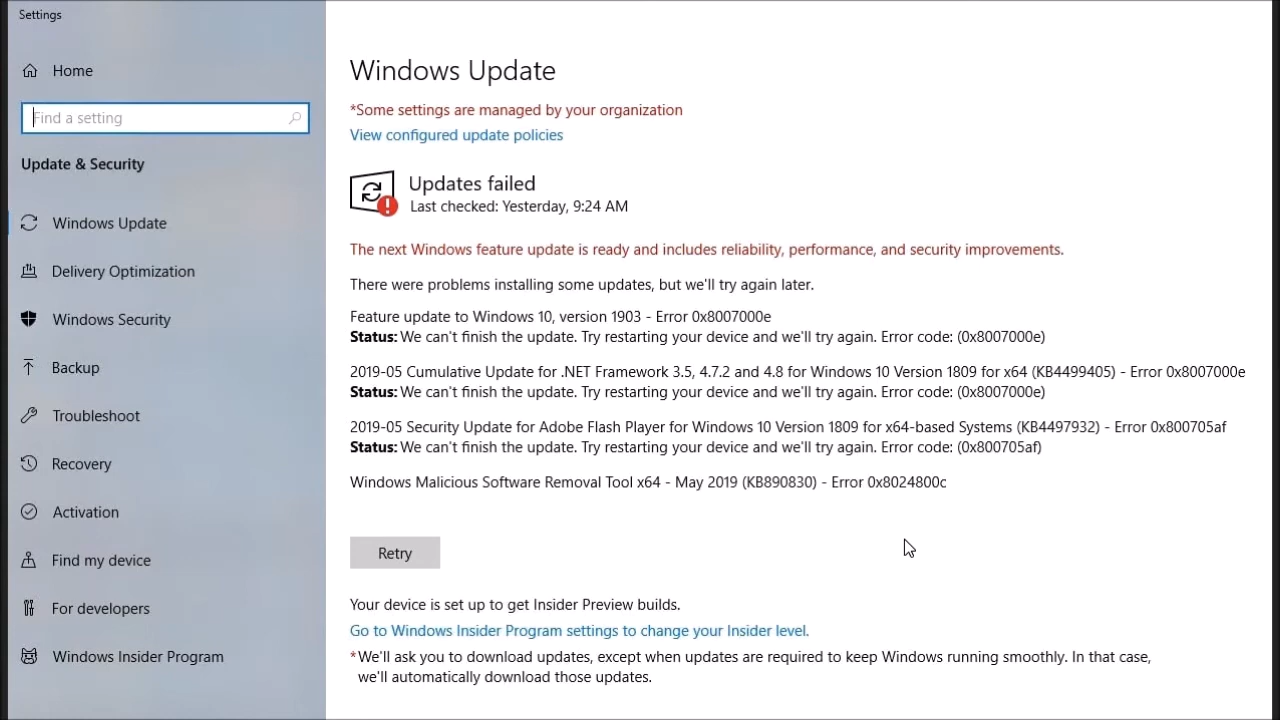 Settings
Home
Find a setting
Update & Security
Windows Update
Delivery Optimization
Windows Security
Backup
Troubleshoot
Recovery
Activation
Find my device
For developers
Windows Insider Program
Windows Update
*Some settings are managed by your organization
View configured update policies
Updates failed
Last checked: Yesterday, 9:24 AM
The next Windows feature update is ready and includes reliability, performance, and security improvements.
There were problems installing some updates, but we'll try again later.
Feature update to Windows 10, version 1903 - Error 0x8007000e
Status: We can't finish the update. Try restarting your device and we'll try again. Error code: (0x8007000e)
2019-05 Cumulative Update for .NET Framework 3.5, 4.7.2 and 4.8 for Windows 10 Version 1809 for x64 (KB4499405) - Error 0x8007000e
Status: We can't finish the update. Try restarting your device and we'll try again. Error code: (0x8007000e)
2019-05 Security Update for Adobe Flash Player for Windows 10 Version 1809 for x64-based Systems (KB4497932) - Error 0x800705af
Status: We can't finish the update. Try restarting your device and we'll try again. Error code: (0x800705af)
Windows Malicious Software Removal Tool x64 - May 2019 (KB890830) - Error 0x8024800c
Retry
Your device is set up to get Insider Preview builds.
Go to Windows Insider Program settings to change your Insider level.
*We'll ask you to download updates, except when updates are required to keep Windows running smoothly. In that case,
we'll automatically download those updates.